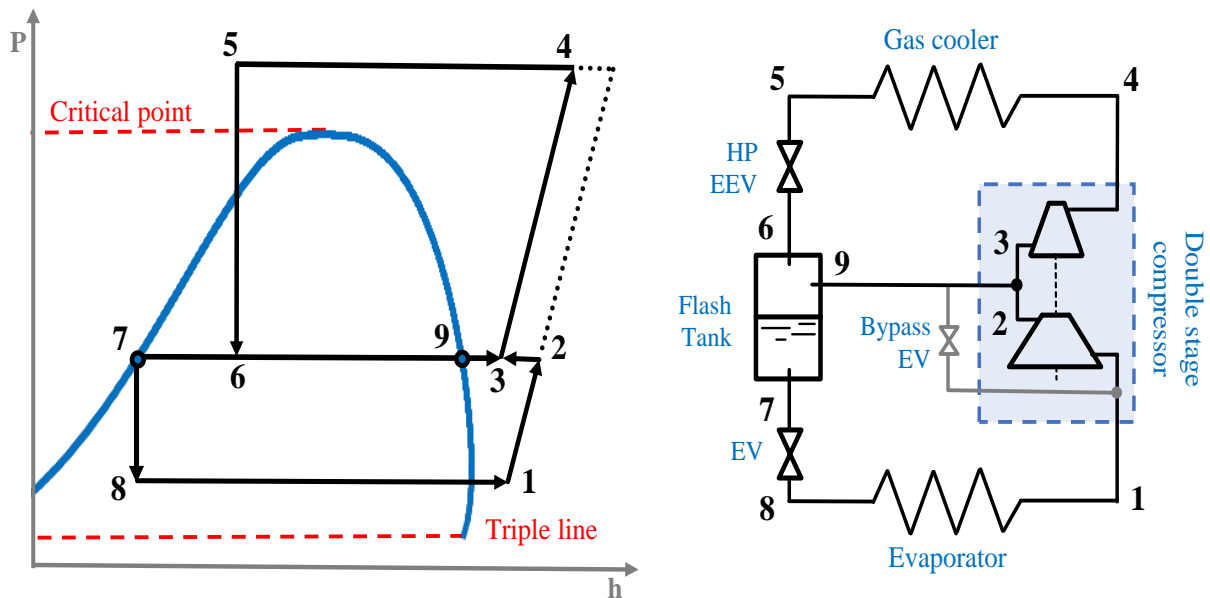 P
5
4
Critical point
7
9
2
6
3
8
1
Triple line
h
Gas cooler
5
4
HP
EEV
6
3
9
Flash
Tank
Bypass
EV
2
Double stage
compressor
7
EV
8
1
Evaporator